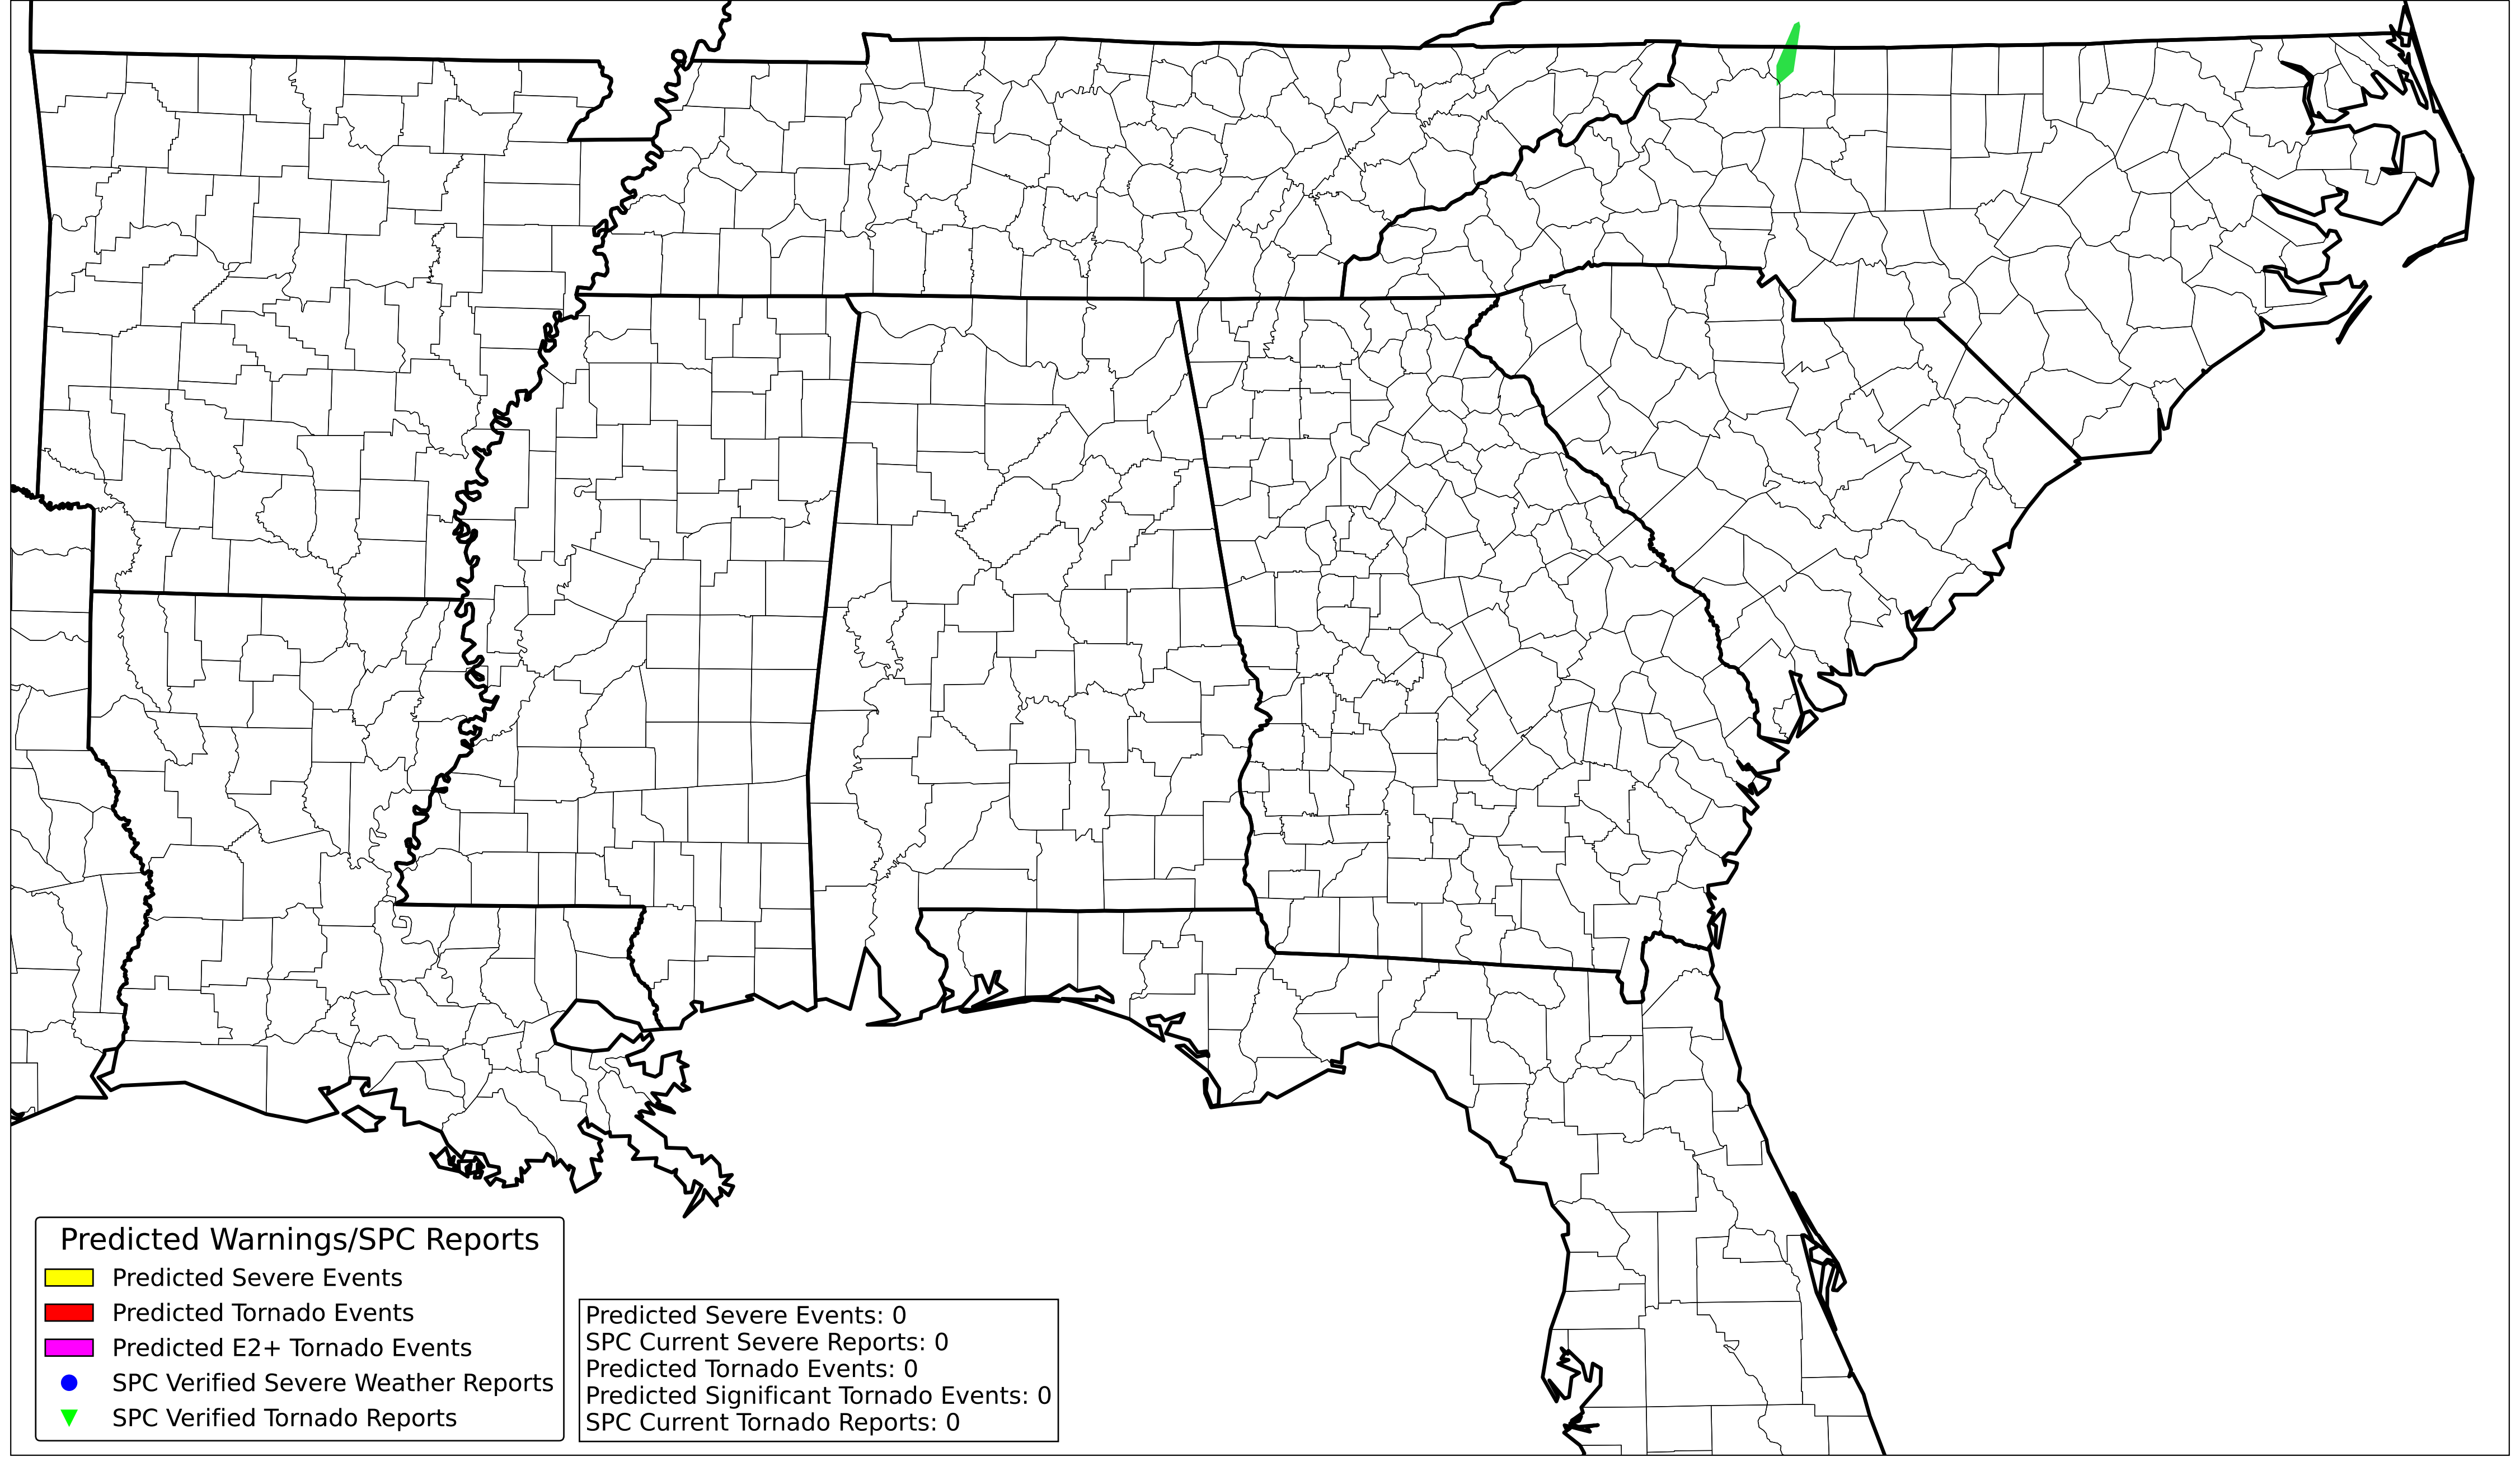 Predicted Warnings/SPC Reports
Predicted Severe Events
Predicted Tornado Events
Predicted E2+ Tornado Events
SPC Verified Severe Weather Reports
SPC Verified Tornado Reports
Predicted Severe Events: 0
SPC Current Severe Reports: 0
Predicted Tornado Events: 0
Predicted Significant Tornado Events: 0
SPC Current Tornado Reports: 0